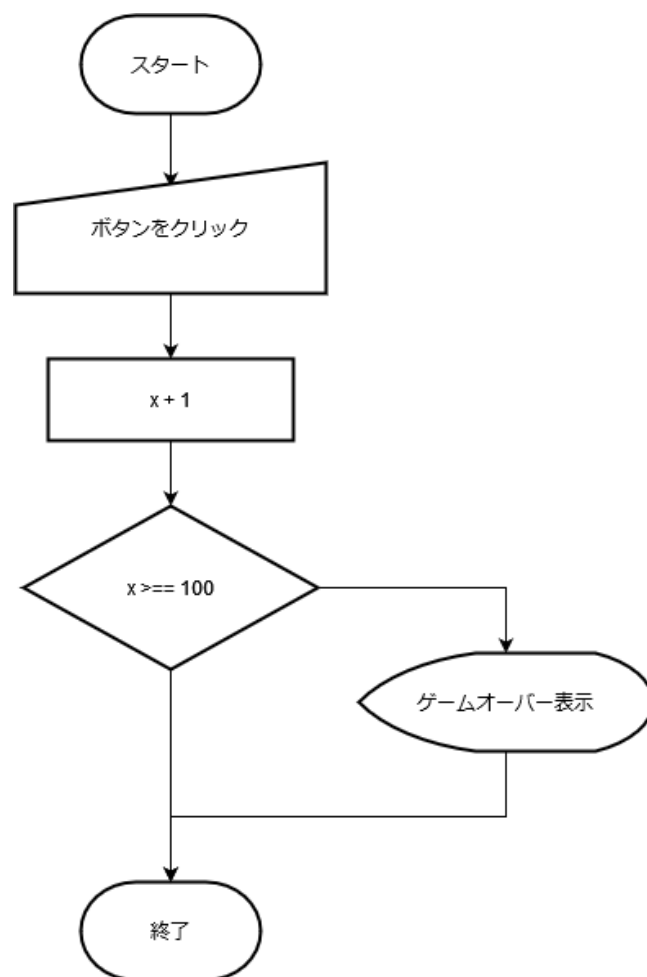 スタート
ボタンをクリック
x + 1
x >== 100
ゲームオーバー表示
終了